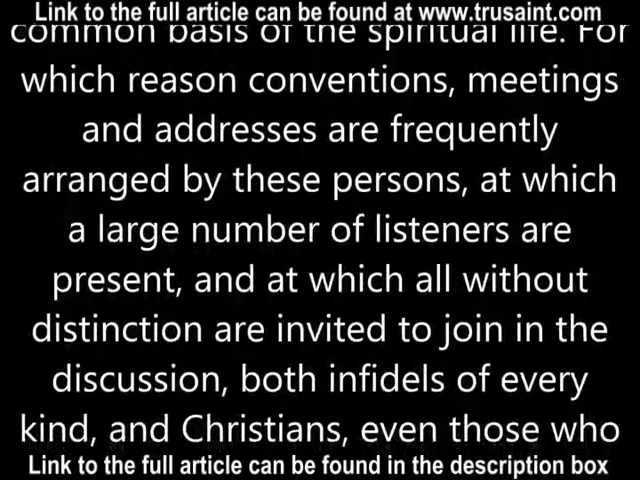 Link to the full article can be found at www.trusaint.com
common basis of the spiritual life. For
which reason conventions, meetings
and addresses are frequently
arranged by these persons, at which
a large number of listeners are
present, and at which all without
distinction are invited to join in the
discussion, both infidels of every
kind, and Christians, even those who
Link to the full article can be found in the description box